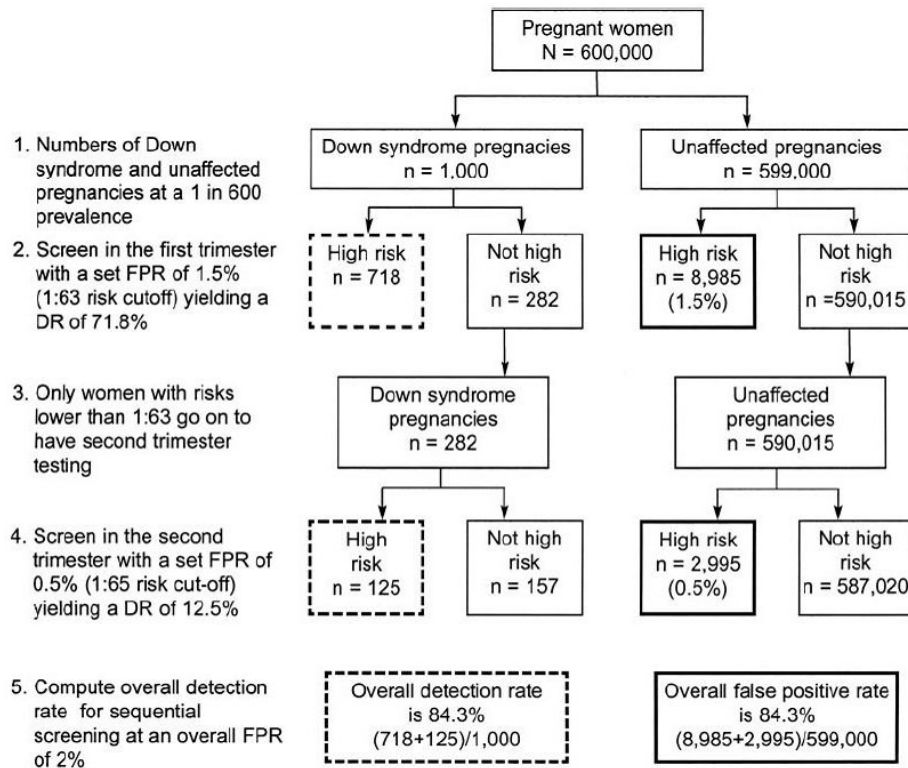 Pregnant women
N = 600,000
1. Numbers of Down
syndrome and unaffected
pregnancies at a 1 in 600
prevalence
Down syndrome pregnacies
n = 1,000
Unaffected pregnancies
n = 599,000
2. Screen in the first trimester
with a set FPR of 1.5%
(1:63 risk cutoff) yielding a
DR of 71.8%
High risk
n = 718
Not high
risk
n = 282
High risk
n = 8,985
(1.5%)
Not high
risk
n =590,015
3. Only women with risks
lower than 1:63 go on to
have second trimester
testing
Down syndrome
pregnancies
n = 282
Unaffected
pregnancies
n = 590,015
4. Screen in the second
trimester with a set FPR of
0.5% (1:65 risk cut-off)
yielding a DR of 12.5%
High
risk
n = 125
Not high
risk
n = 157
High risk
n = 2,995
(0.5%)
Not high
risk
n = 587,020
5. Compute overall detection
rate for sequential
screening at an overall FPR
of 2%
Overall detection rate
is 84.3%
(718+125)/1,000
Overall false positive rate
is 84.3%
(8,985+2,995)/599,000